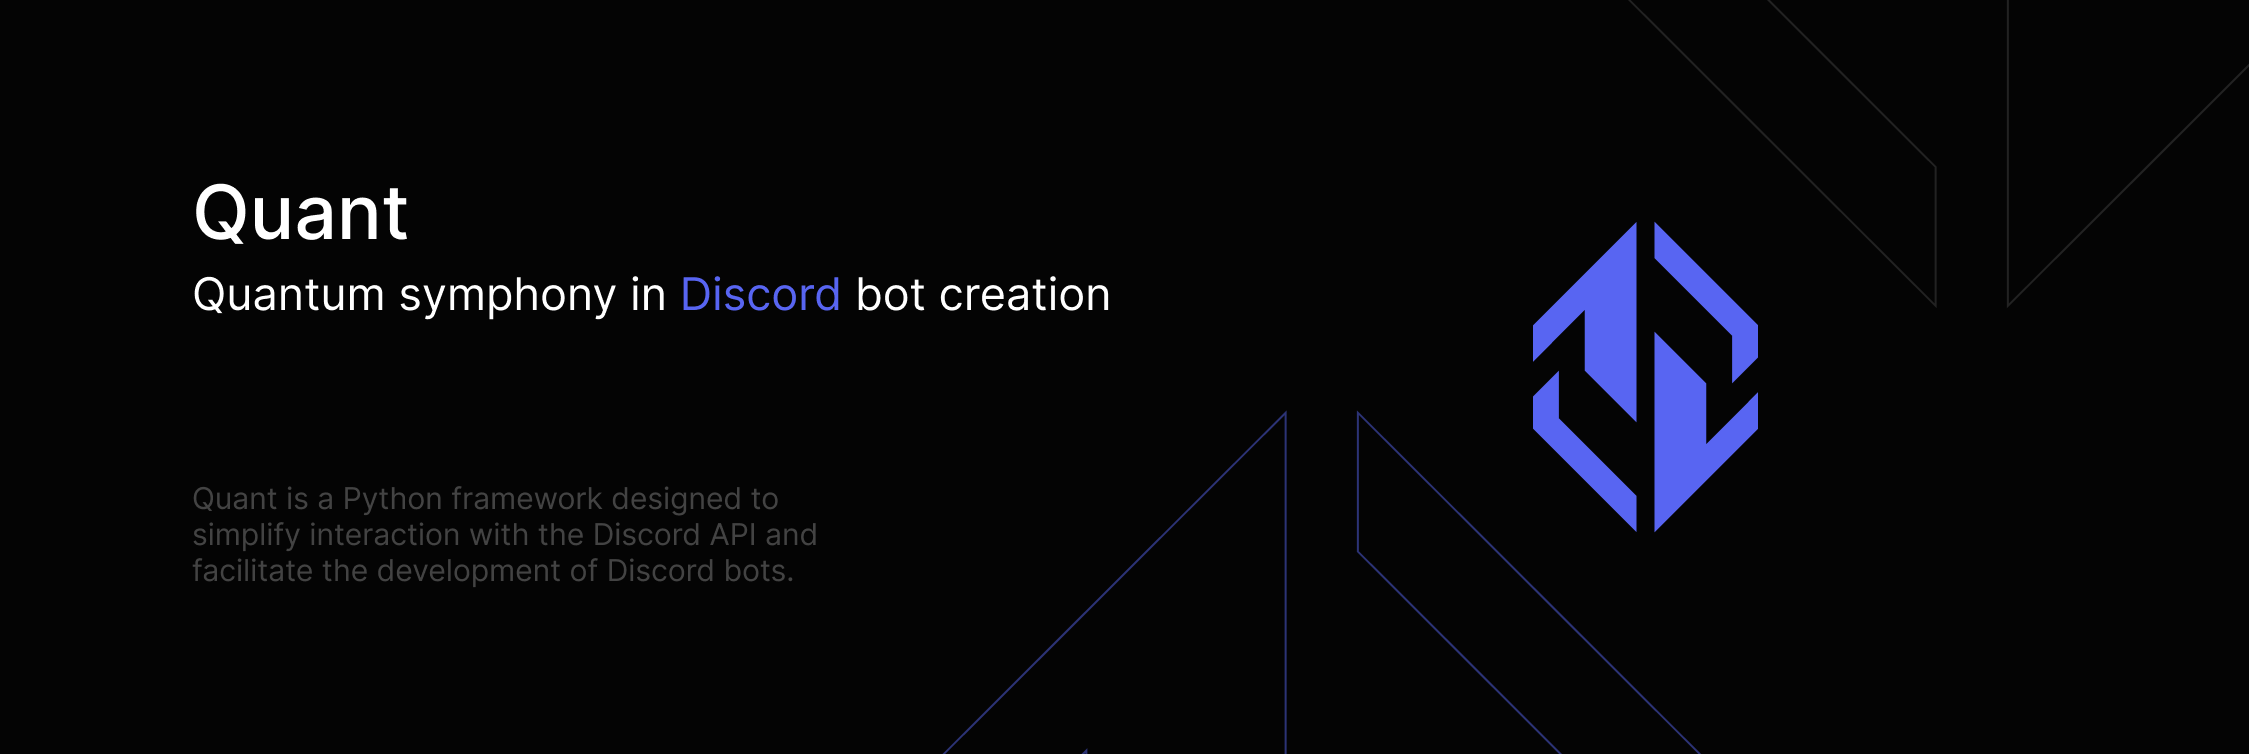 Quant
Quantum symphony in Discord bot creation
Quant is a Python framework designed to
simplify interaction with the Discord API and
facilitate the development of Discord bots.